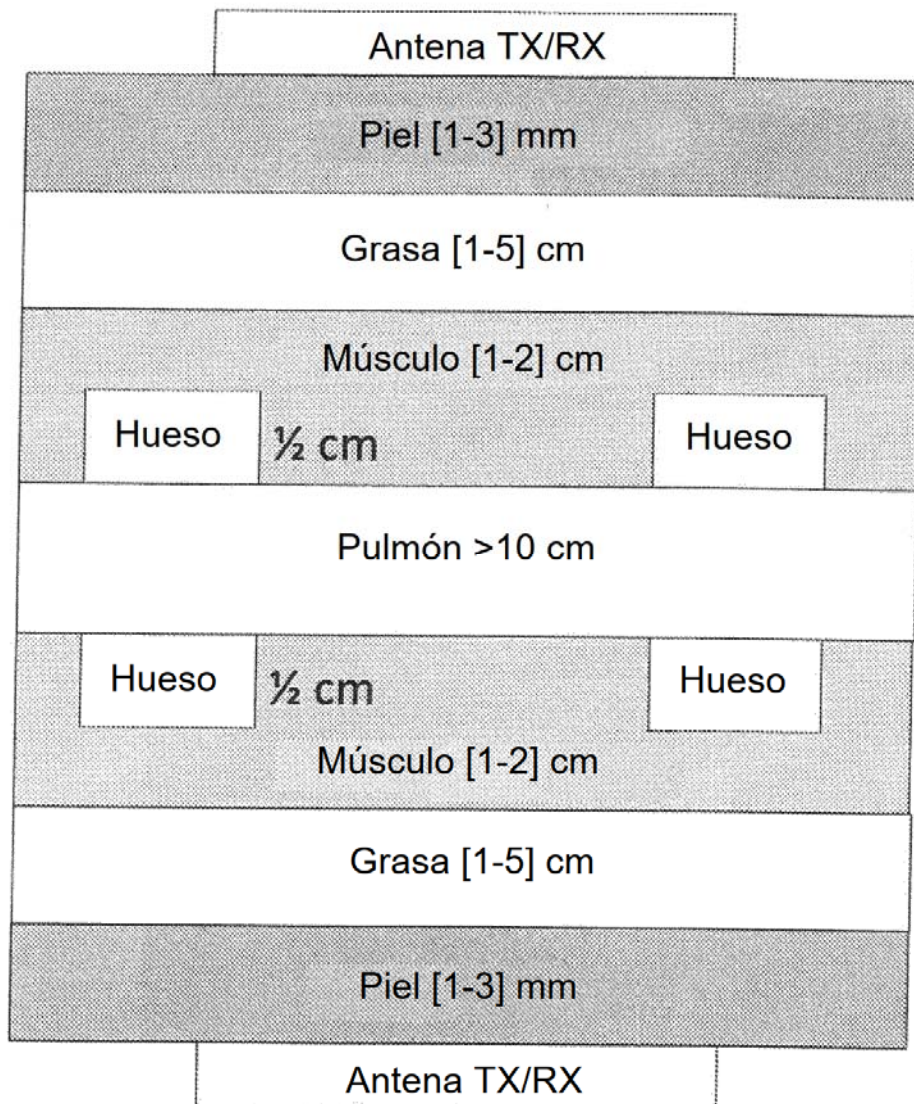 Antena TX/RX
Piel [1-3] mm
Grasa [1-5] cm
Músculo [1-2] cm
Hueso ½ cm Hueso
Pulmón >10 cm
Hueso ½ cm Hueso
Músculo [1-2] cm
Grasa [1-5] cm
Piel [1-3] mm
Antena TX/RX